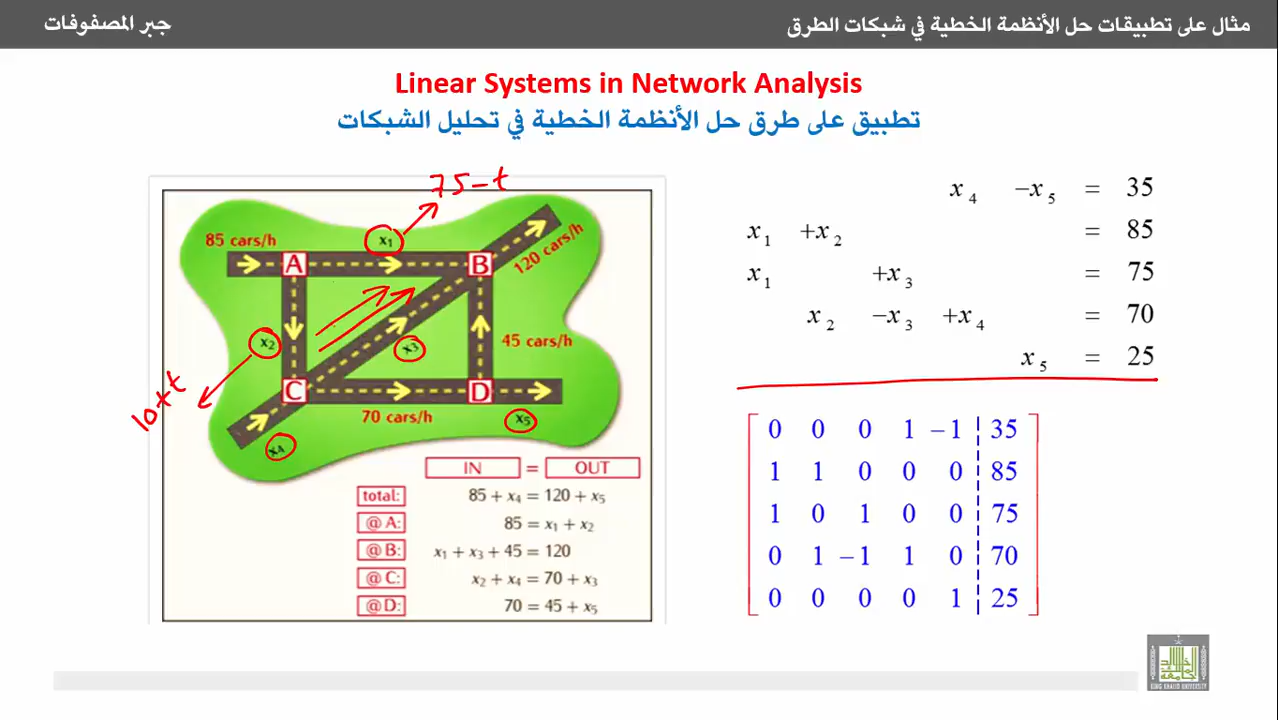 مثال على تطبيقات حل الأنظمة الخطية في شبكات الطرق
جبر المصفوفات
Linear Systems in Network Analysis
تطبيق على طرق حل الأنظمة الخطية في تحليل الشبكات
75-t
85 cars/h
x₁
120 cars/h
A
B
x₂
x₃
45 cars/h
10+t
C
D
70 cars/h
x₄
x₅
IN = OUT
total: 85 + x₄ = 120 + x₅
@ A: 85 = x₁ + x₂
@ B: x₁ + x₃ + 45 = 120
@ C: x₂ + x₄ = 70 + x₃
@ D: 70 = 45 + x₅
x₄ −x₅ = 35
x₁ +x₂ = 85
x₁ +x₃ = 75
x₂ −x₃ +x₄ = 70
x₅ = 25
0 0 0 1 −1 35
1 1 0 0 0 85
1 0 1 0 0 75
0 1 −1 1 0 70
0 0 0 0 1 25
KING KHALID UNIVERSITY